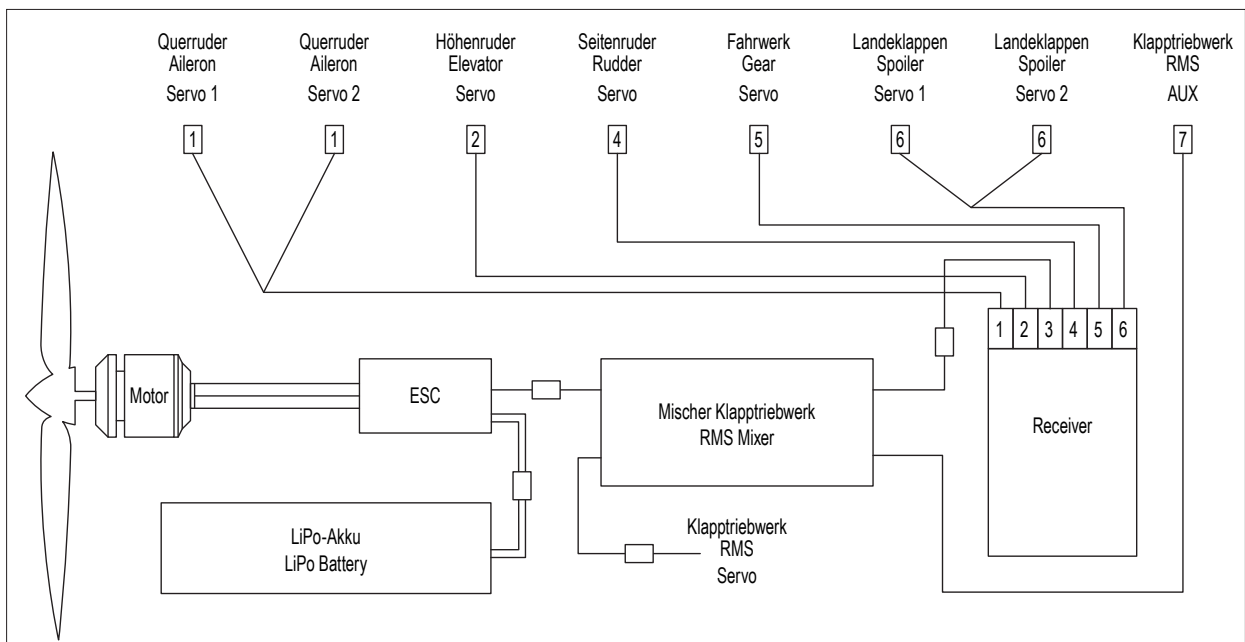 Querruder
Aileron
Servo 1
Querruder
Aileron
Servo 2
Höhenruder
Elevator
Servo
Seitenruder
Rudder
Servo
Fahrwerk
Gear
Servo
Landeklappen
Spoiler
Servo 1
Landeklappen
Spoiler
Servo 2
Klapptriebwerk
RMS
AUX
1
1
2
4
5
6
6
7
1
2
3
4
5
6
Motor
ESC
Mischer Klapptriebwerk
RMS Mixer
Receiver
LiPo-Akku
LiPo Battery
Klapptriebwerk
RMS
Servo